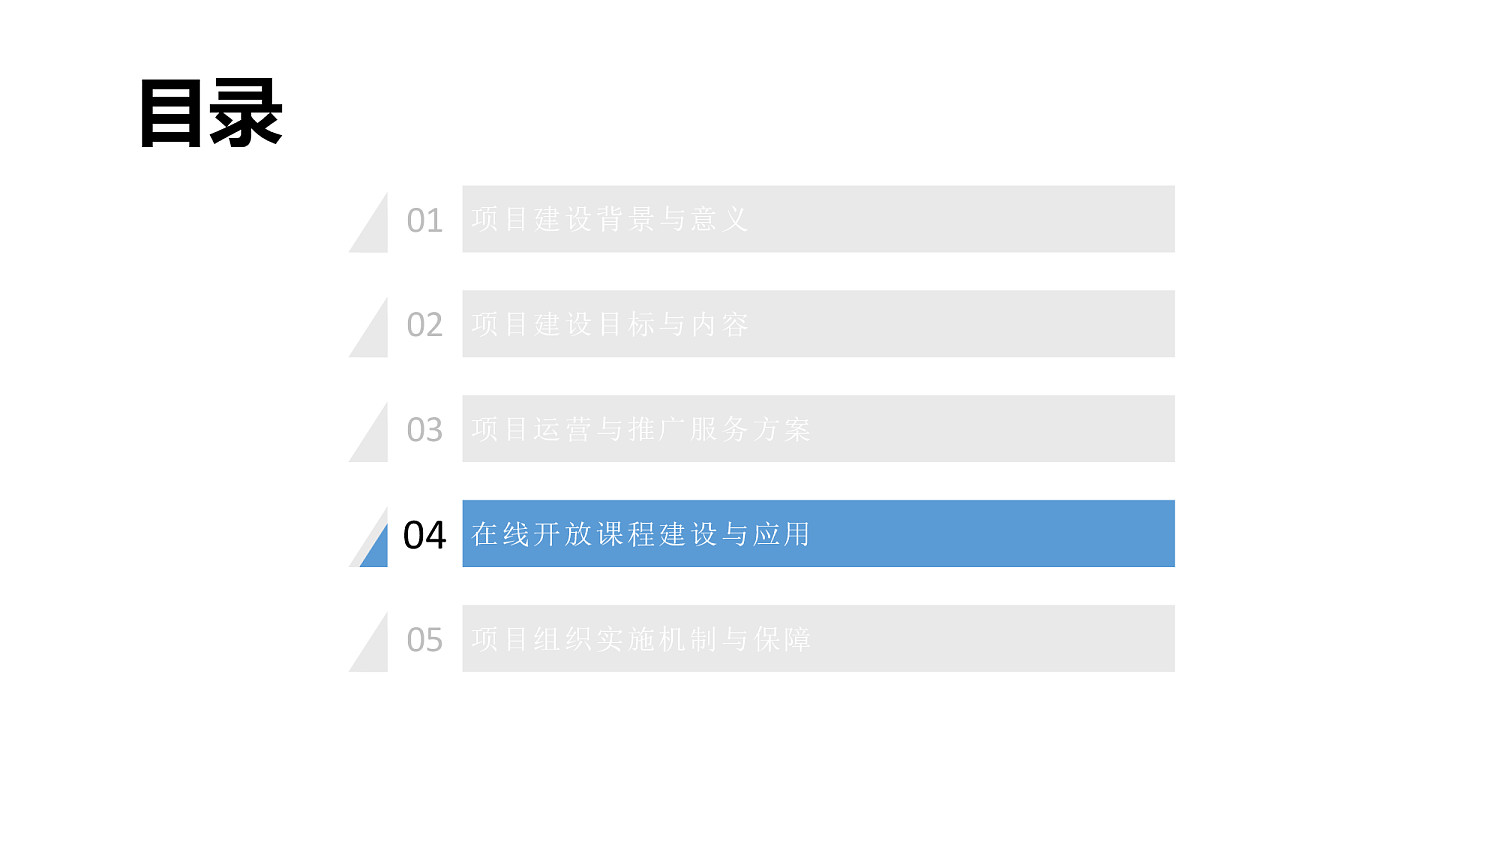 目录
01 项目建设背景与意义
02 项目建设目标与内容
03 项目运营与推广服务方案
04 在线开放课程建设与应用
05 项目组织实施机制与保障